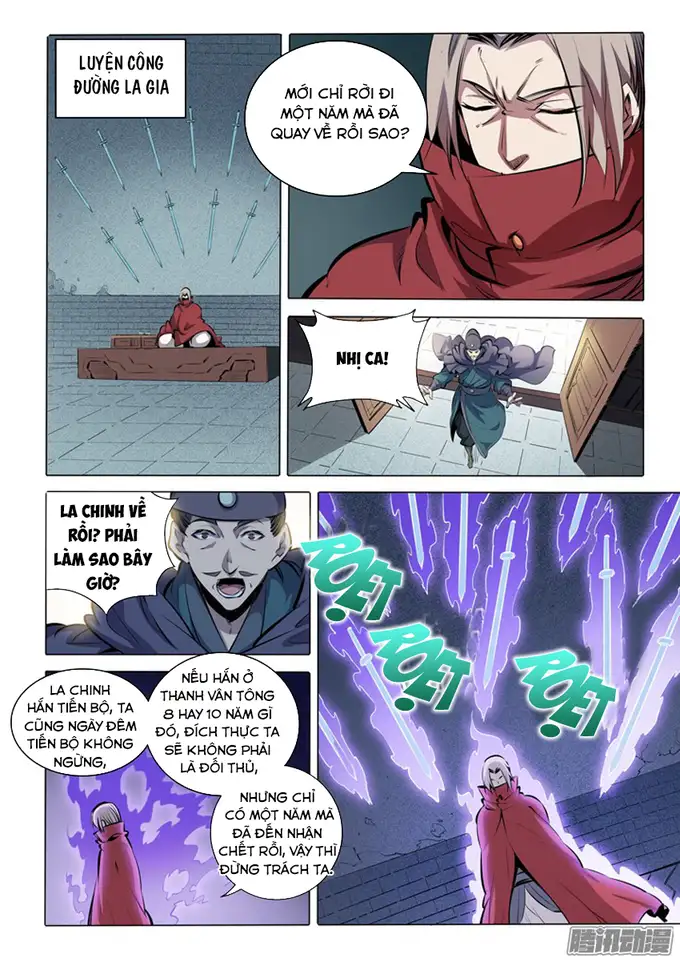 LUYỆN CÔNG
ĐƯỜNG LA GIA
MỚI CHỈ RỜI ĐI
MỘT NĂM MÀ ĐÃ
QUAY VỀ RỒI SAO?
NHỊ CA!
LA CHINH VỀ
RỒI? PHẢI
LÀM SAO BÂY
GIỜ?
ROẸT
ROẸT
ROẸT
LA CHINH
HẮN TIẾN BỘ, TA
CŨNG NGÀY ĐÊM
TIẾN BỘ KHÔNG
NGỪNG,
NẾU HẮN Ở
THANH VÂN TÔNG
8 HAY 10 NĂM GÌ
ĐÓ, ĐÍCH THỰC TA
SẼ KHÔNG PHẢI
LÀ ĐỐI THỦ,
NHƯNG CHỈ
CÓ MỘT NĂM MÀ
ĐÃ ĐẾN NHẬN
CHẾT RỒI, VẬY THÌ
ĐỪNG TRÁCH TA.
腾讯动漫